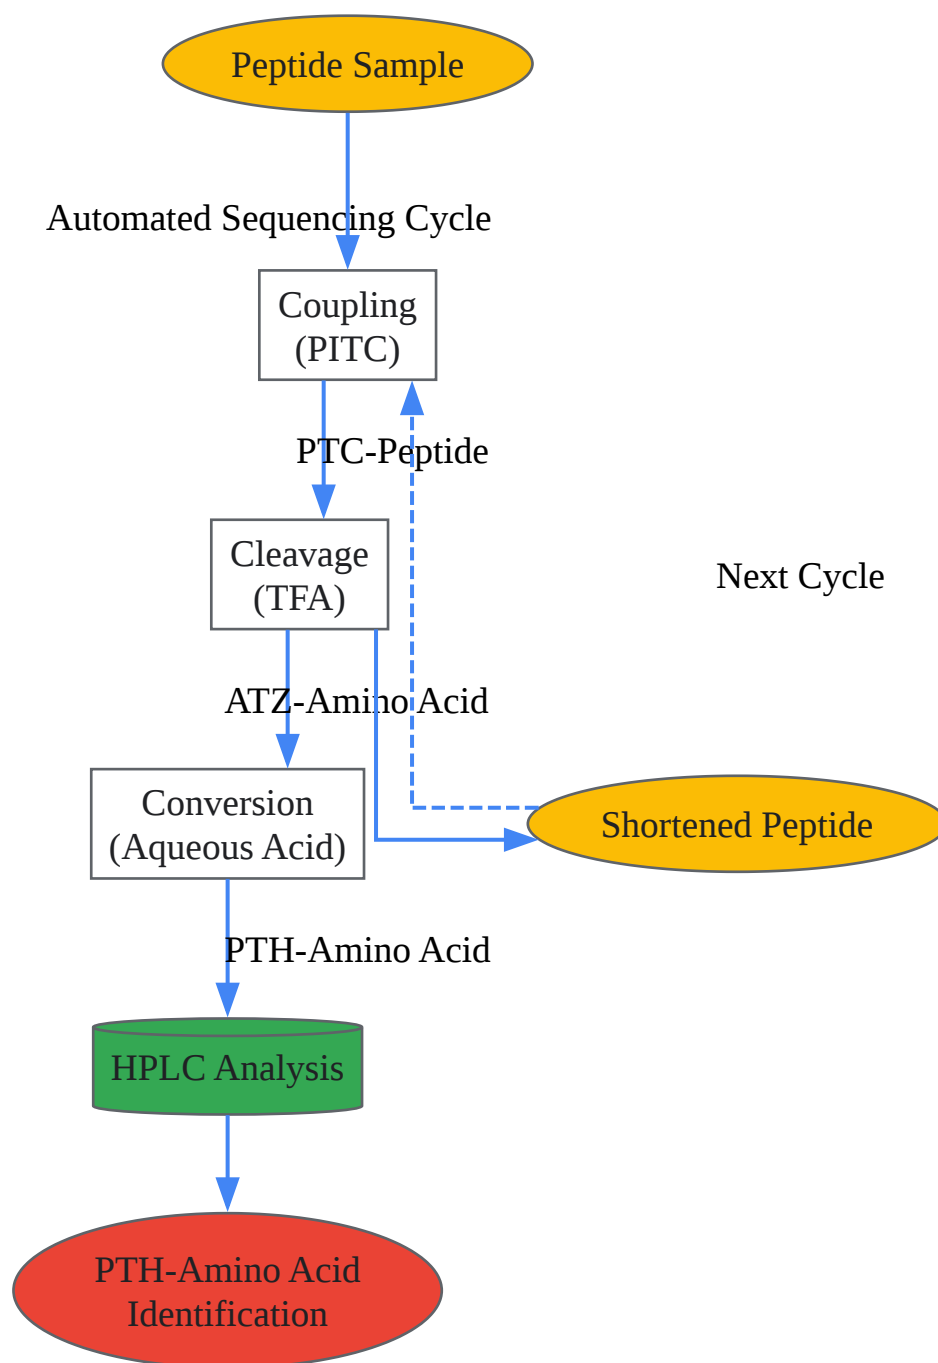 Peptide Sample
Automated Sequencing Cycle
Coupling
(PITC)
PTC-Peptide
Cleavage
(TFA)
Next Cycle
ATZ-Amino Acid
Conversion
(Aqueous Acid)
Shortened Peptide
PTH-Amino Acid
HPLC Analysis
PTH-Amino Acid
Identification